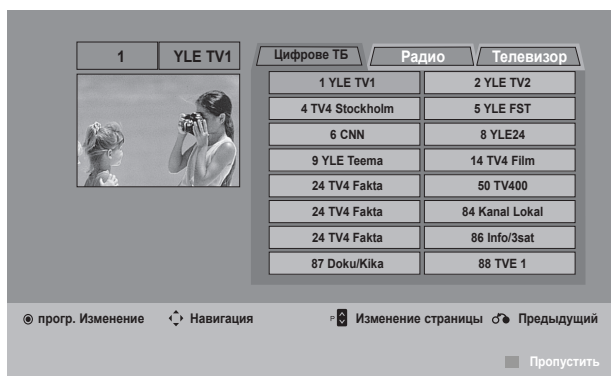 1 YLE TV1
Цифрове ТБ Радио Телевизор
1 YLE TV1 2 YLE TV2
4 TV4 Stockholm 5 YLE FST
6 CNN 8 YLE24
9 YLE Teema 14 TV4 Film
24 TV4 Fakta 50 TV400
24 TV4 Fakta 84 Kanal Lokal
24 TV4 Fakta 86 Info/3sat
87 Doku/Kika 88 TVE 1
прогр. Изменение Навигация P Изменение страницы Предыдущий
Пропустить